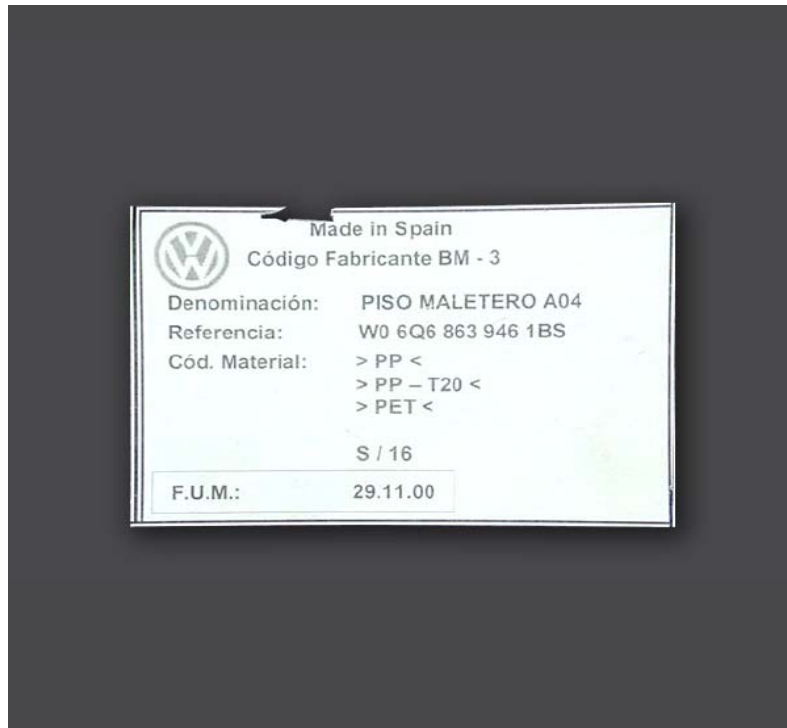 Made in Spain
Código Fabricante BM - 3
Denominación: PISO MALETERO A04
Referencia: W0 6Q6 863 946 1BS
Cód. Material: > PP <
> PP – T20 <
> PET <
S / 16
F.U.M.: 29.11.00